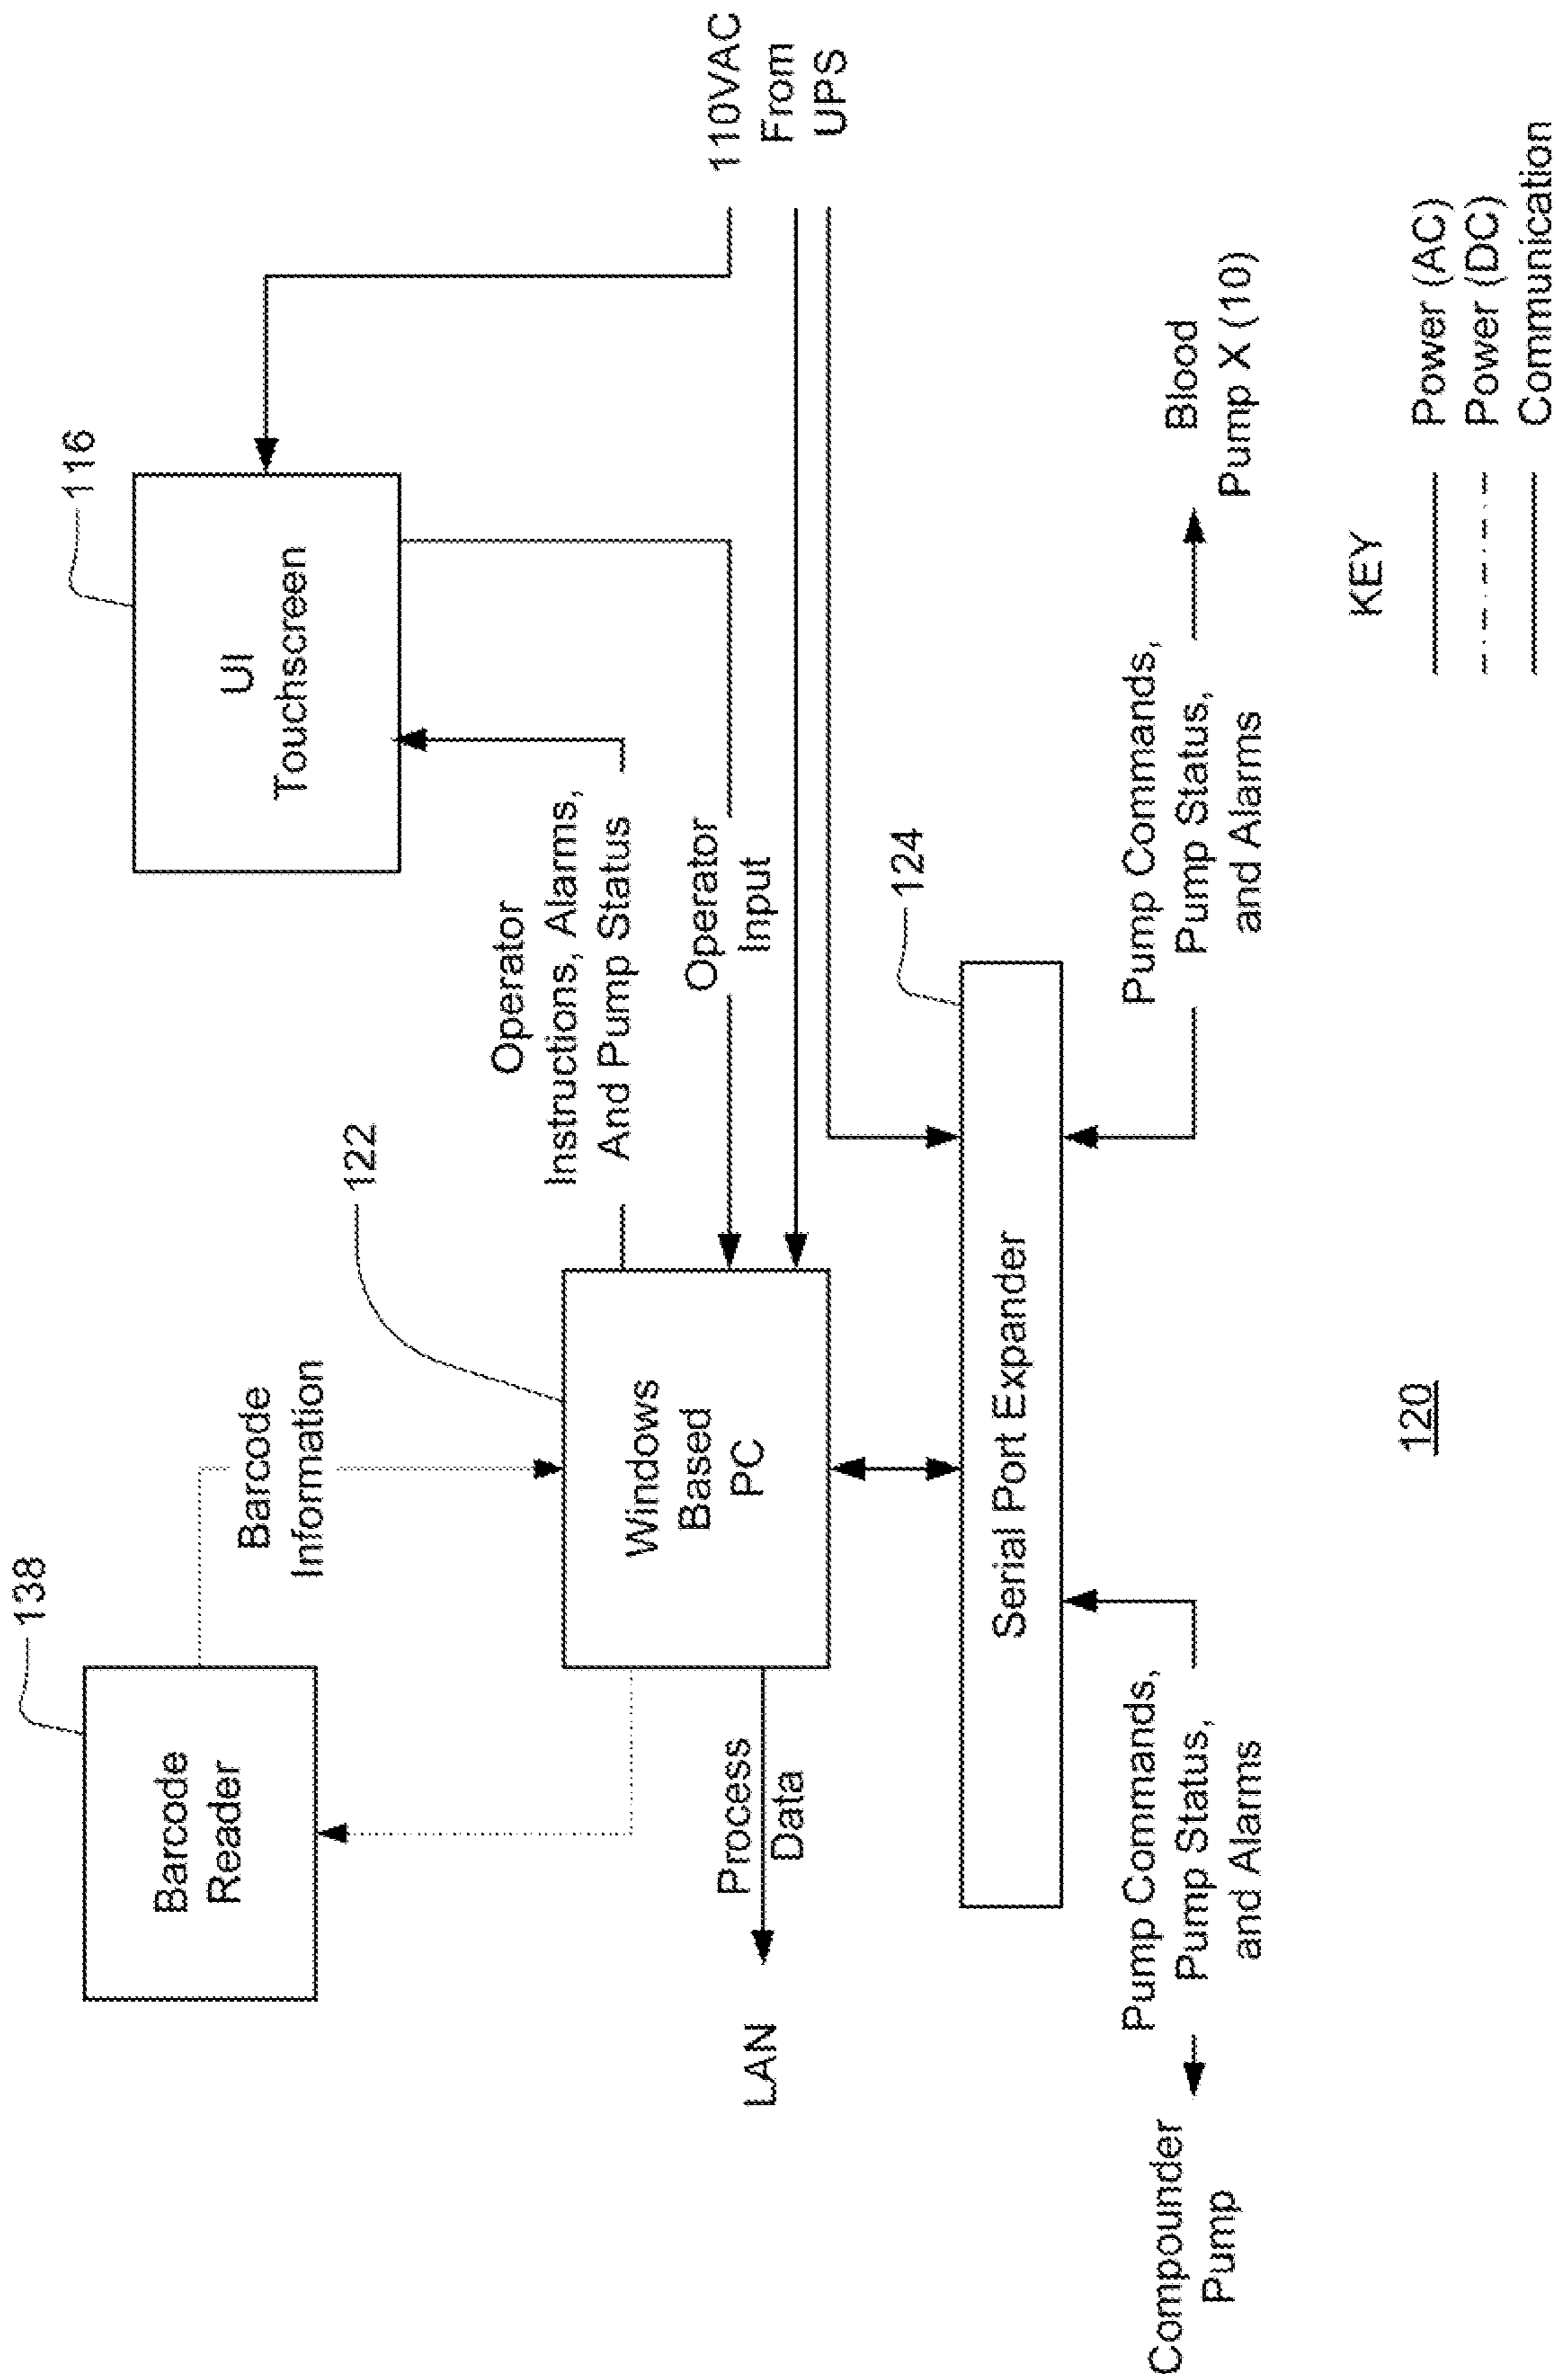 138
Barcode
Reader
Barcode
Information
116
UI
Touchscreen
122
Windows
Based
PC
Operator
Instructions, Alarms,
And Pump Status
Operator
Input
110VAC
From
UPS
Process
Data
LAN
124
Serial Port Expander
Compounder
Pump
Pump Commands,
Pump Status,
and Alarms
Pump Commands,
Pump Status,
and Alarms
Blood
Pump X (10)
120
KEY
Power (AC)
Power (DC)
Communication